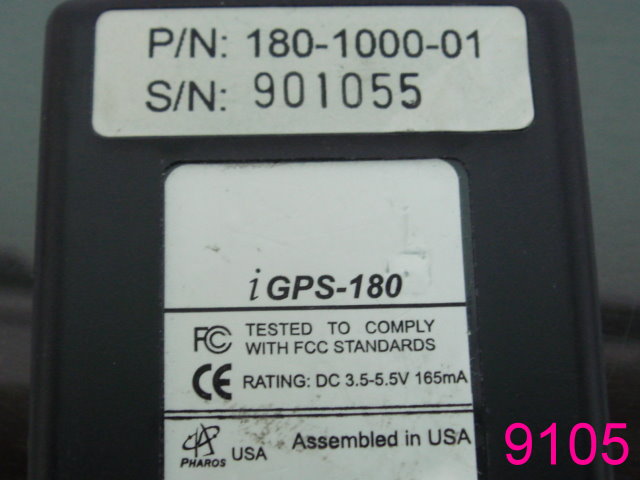 P/N: 180-1000-01
S/N: 901055
iGPS-180
FC TESTED TO COMPLY
WITH FCC STANDARDS
CE RATING: DC 3.5-5.5V 165mA
PHAROS USA Assembled in USA
9105